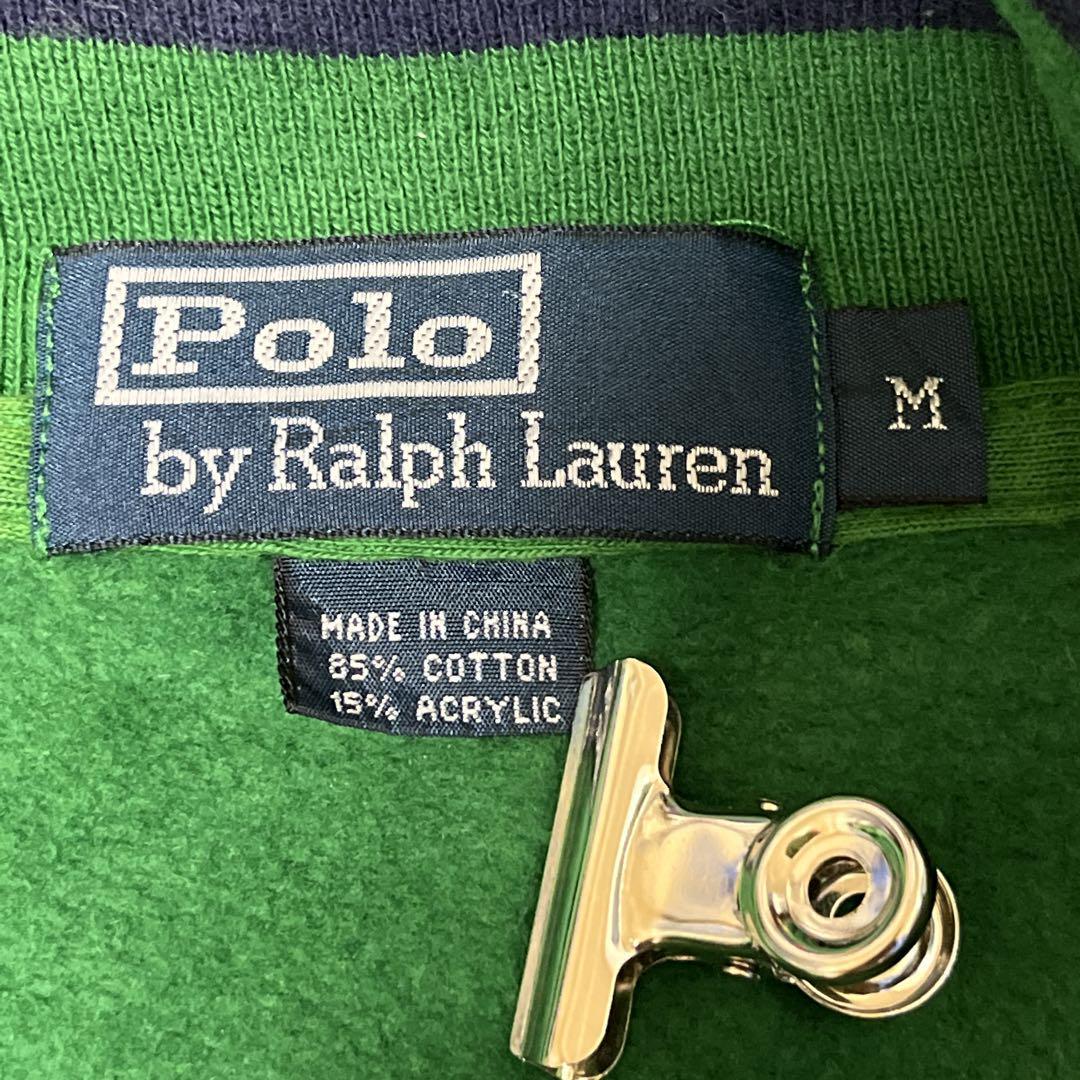 Polo
by Ralph Lauren
M
MADE IN CHINA
85% COTTON
15% ACRYLIC